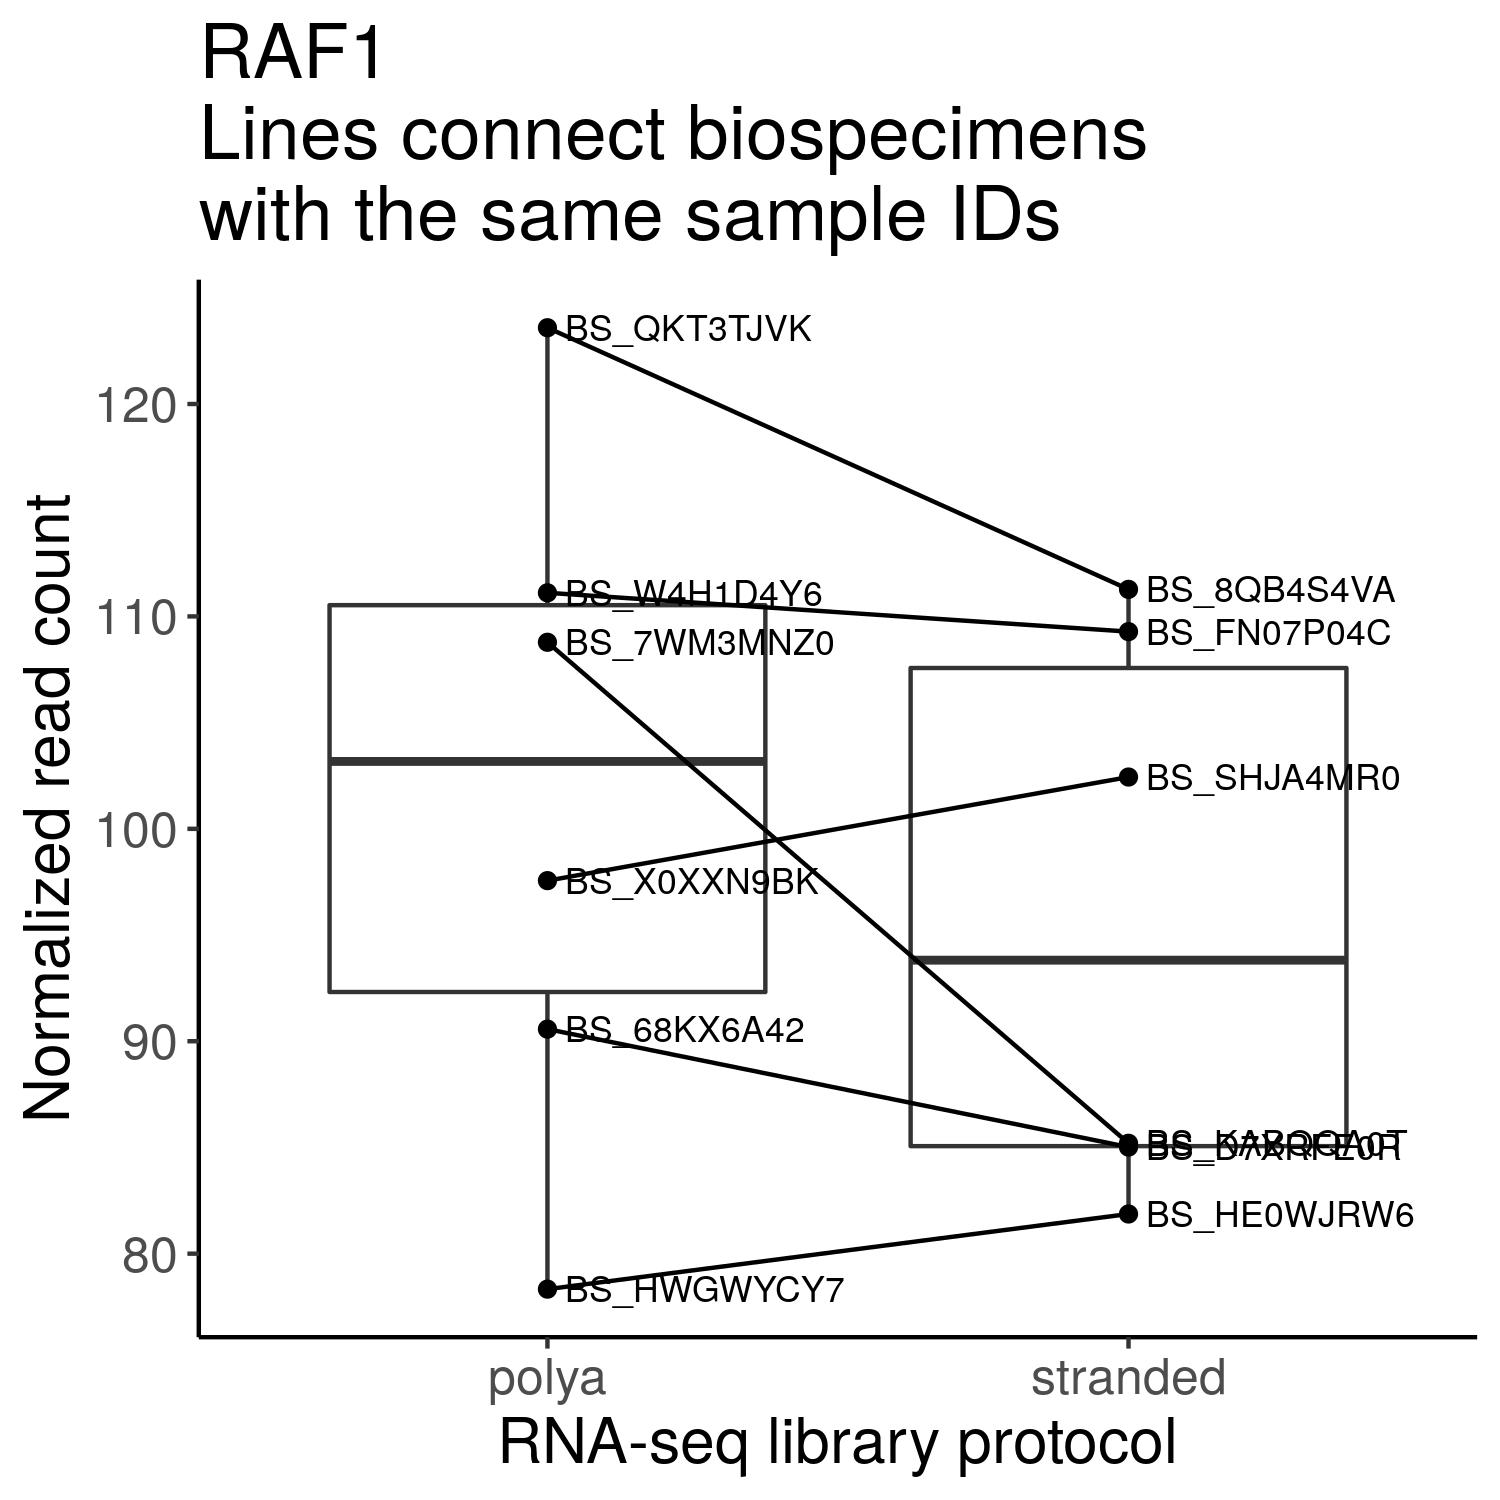 RAF1
Lines connect biospecimens
with the same sample IDs
Normalized read count
120
110
100
90
80
BS_QKT3TJVK
BS_W4H1D4Y6
BS_7WM3MNZ0
BS_X0XXN9BK
BS_68KX6A42
BS_HWGWYCY7
BS_8QB4S4VA
BS_FN07P04C
BS_SHJA4MR0
BS_HE0WJRW6
polya
stranded
RNA-seq library protocol